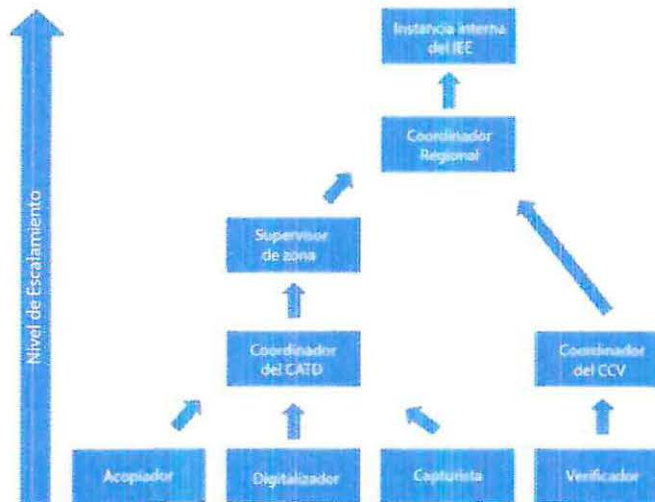 Instancia interna
del IEE
Coordinador
Regional
Supervisor
de zona
Nivel de Escalamiento
Coordinador
del CATD
Coordinador
del CCV
Acopiador
Digitalizador
Capturista
Verificador